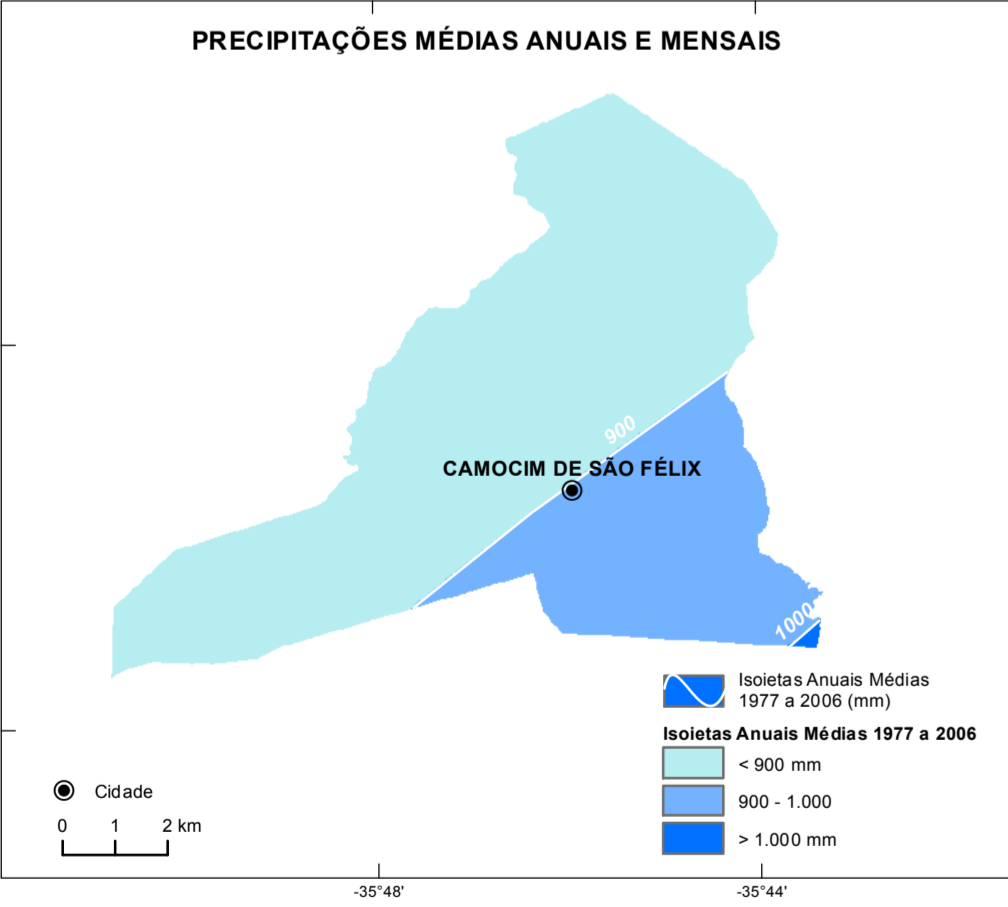 PRECIPITAÇÕES MÉDIAS ANUAIS E MENSAIS
900
CAMOCIM DE SÃO FÉLIX
1000
Isoietas Anuais Médias
1977 a 2006 (mm)
Isoietas Anuais Médias 1977 a 2006
< 900 mm
900 - 1.000
> 1.000 mm
Cidade
0 1 2 km
-35°48' -35°44'